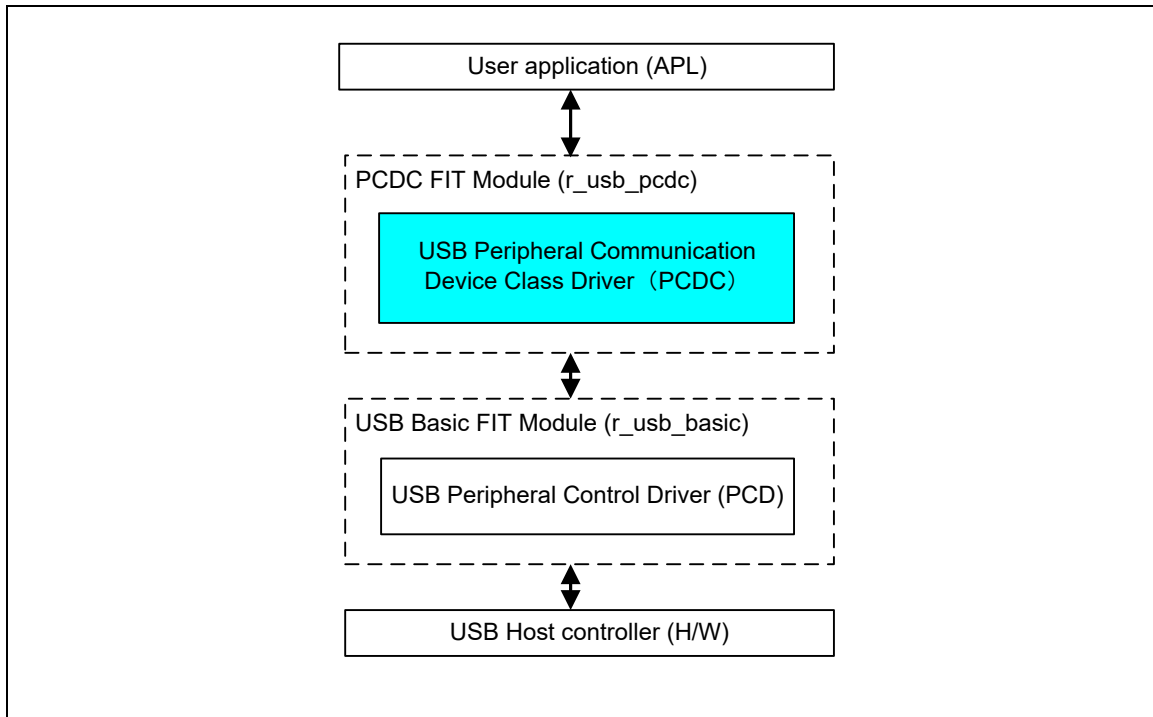 User application (APL)
PCDC FIT Module (r_usb_pcdc)
USB Peripheral Communication
Device Class Driver（PCDC）
USB Basic FIT Module (r_usb_basic)
USB Peripheral Control Driver (PCD)
USB Host controller (H/W)